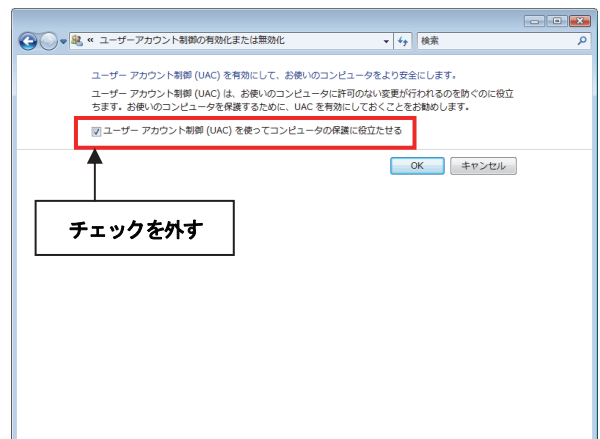 « ユーザーアカウント制御の有効化または無効化
検索
ユーザー アカウント制御 (UAC) を有効にして、お使いのコンピュータをより安全にします。
ユーザー アカウント制御 (UAC) は、お使いのコンピュータに許可のない変更が行われるのを防ぐのに役立
ちます。お使いのコンピュータを保護するために、UAC を有効にしておくことをお勧めします。
ユーザー アカウント制御 (UAC) を使ってコンピュータの保護に役立たせる
OK キャンセル
チェックを外す